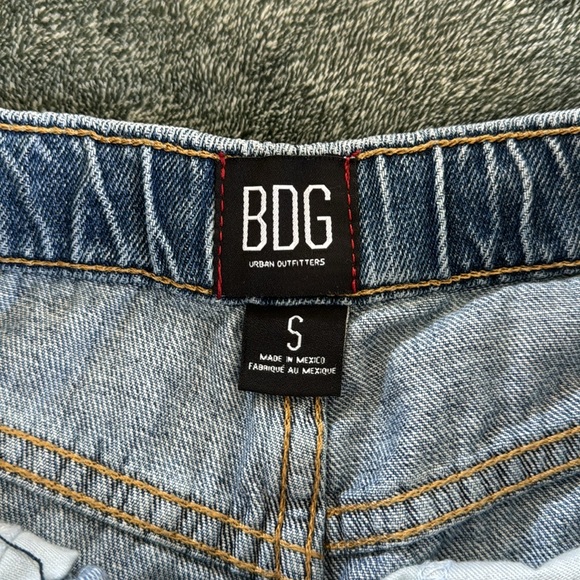 BDG
URBAN OUTFITTERS
S
MADE IN MEXICO
FABRIQUÉ AU MEXIQUE